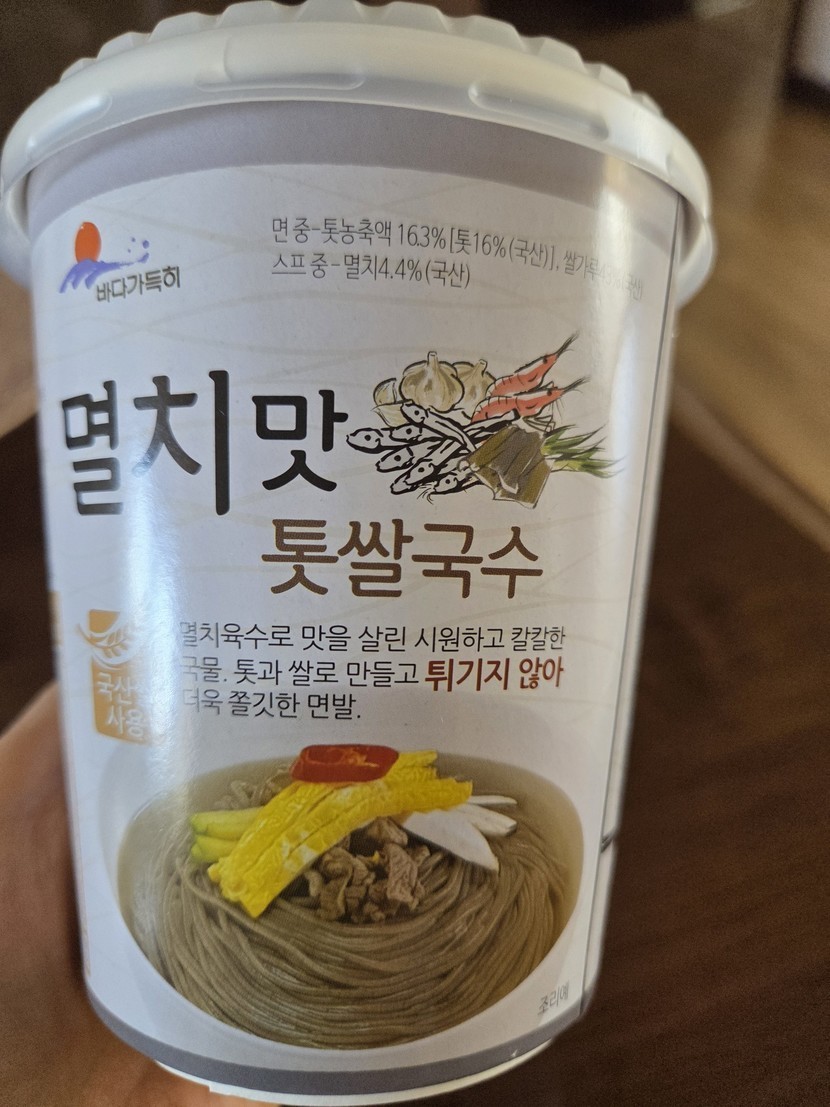 바다가득히
면 중-톳농축액 16.3% [톳16%(국산)], 쌀가루
스프 중-멸치4.4%(국산)
멸치맛
톳쌀국수
멸치육수로 맛을 살린 시원하고 칼칼한
국물. 톳과 쌀로 만들고 튀기지 않아
더욱 쫄깃한 면발.
국산
사용
조리예